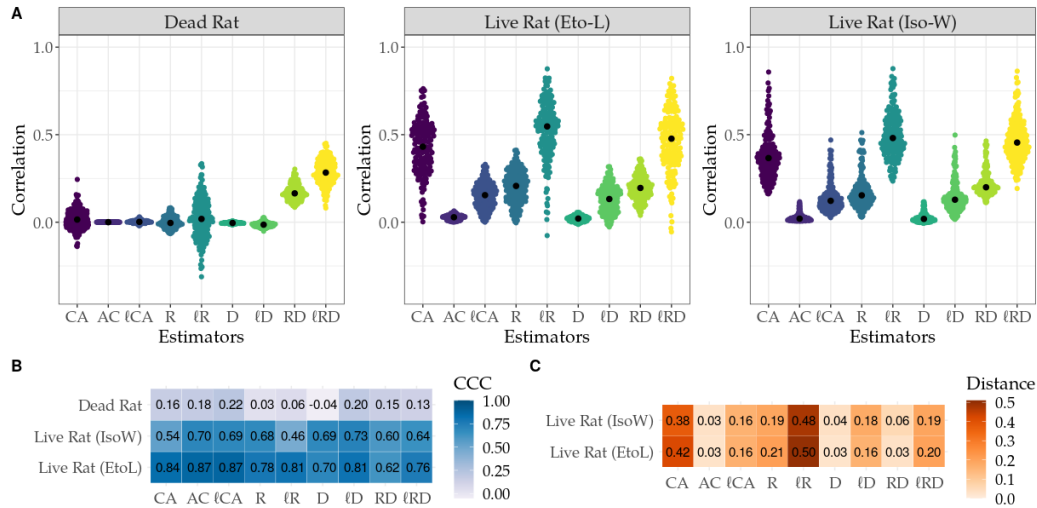 A
Dead Rat
Live Rat (Eto-L)
Live Rat (Iso-W)
Correlation
1.0
0.5
0.0
CA AC ℓCA R ℓR D ℓD RD ℓRD
Estimators
Correlation
1.0
0.5
0.0
CA AC ℓCA R ℓR D ℓD RD ℓRD
Estimators
Correlation
1.0
0.5
0.0
CA AC ℓCA R ℓR D ℓD RD ℓRD
Estimators
B
Dead Rat 0.16 0.18 0.22 0.03 0.06 -0.04 0.20 0.15 0.13
Live Rat (IsoW) 0.54 0.70 0.69 0.68 0.46 0.69 0.73 0.60 0.64
Live Rat (EtoL) 0.84 0.87 0.87 0.78 0.81 0.70 0.81 0.62 0.76
CA AC ℓCA R ℓR D ℓD RD ℓRD
CCC
1.00
0.75
0.50
0.25
0.00
C
Live Rat (IsoW) 0.38 0.03 0.16 0.19 0.48 0.04 0.18 0.06 0.19
Live Rat (EtoL) 0.42 0.03 0.16 0.21 0.50 0.03 0.16 0.03 0.20
CA AC ℓCA R ℓR D ℓD RD ℓRD
Distance
0.5
0.4
0.3
0.2
0.1
0.0